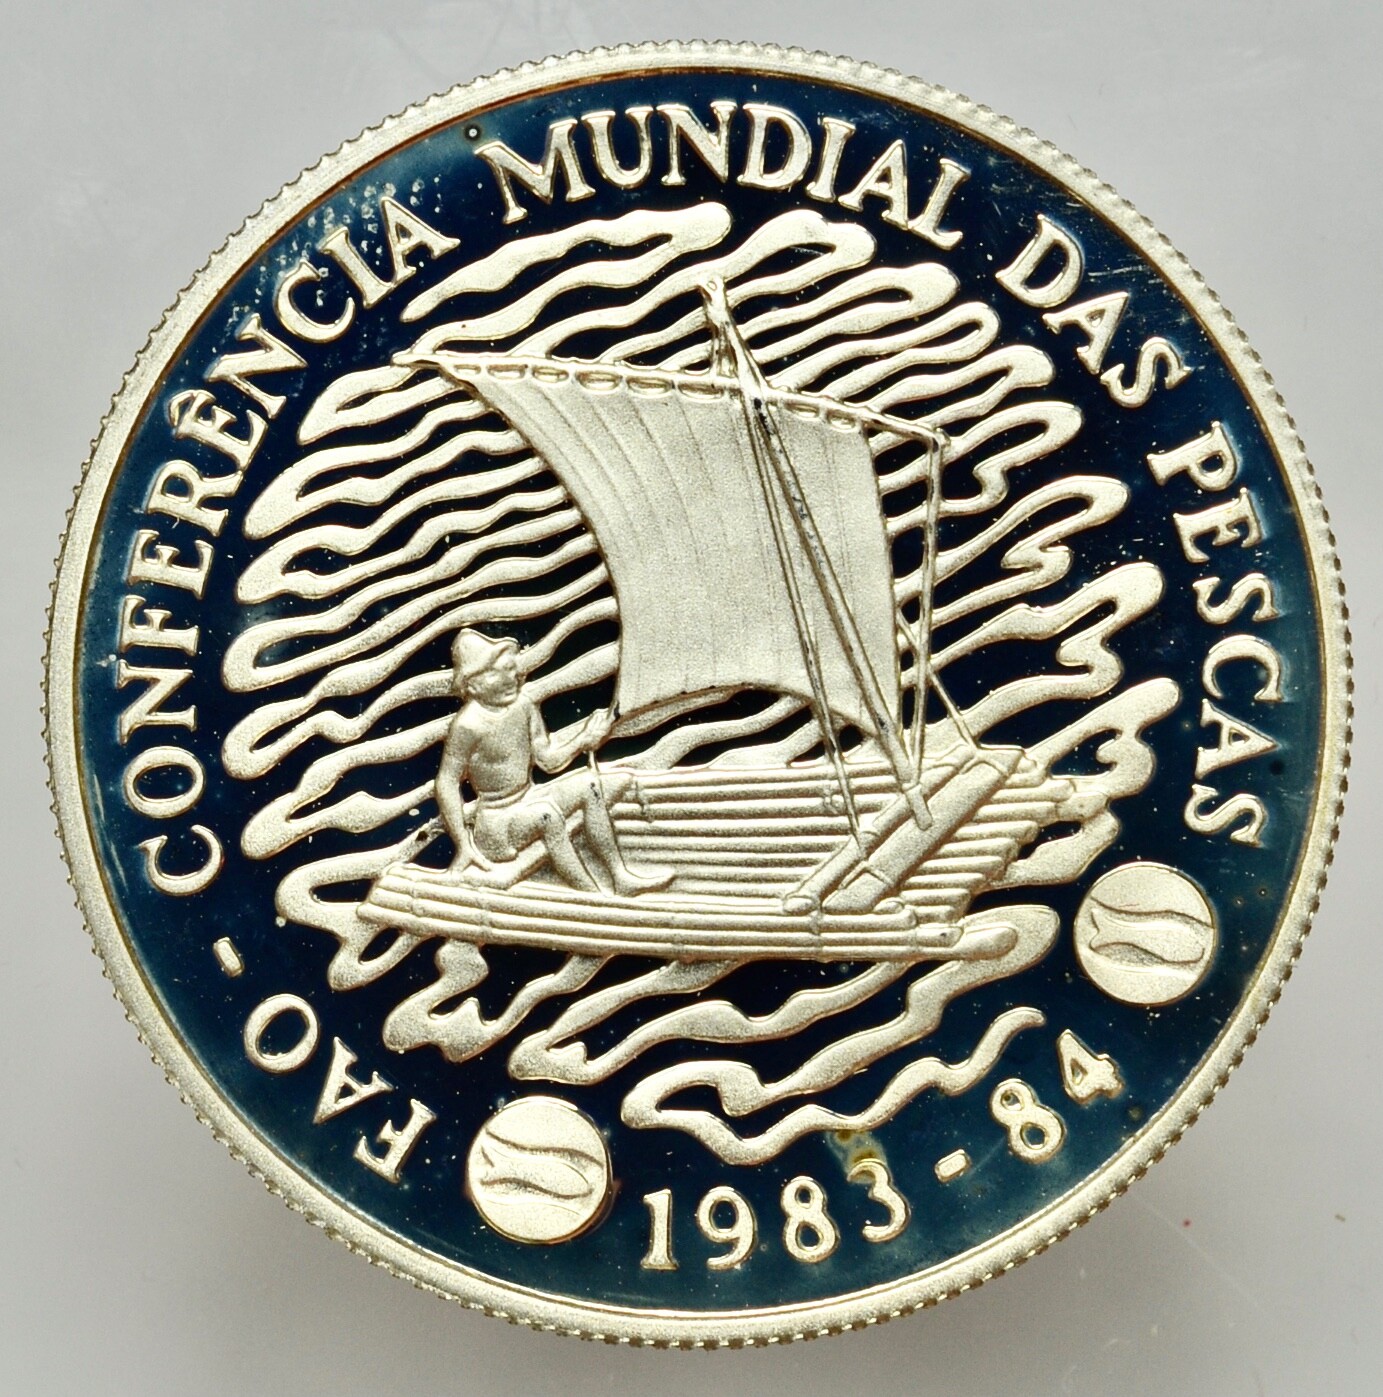 FAO - CONFERÊNCIA MUNDIAL DAS PESCAS
1983 - 84